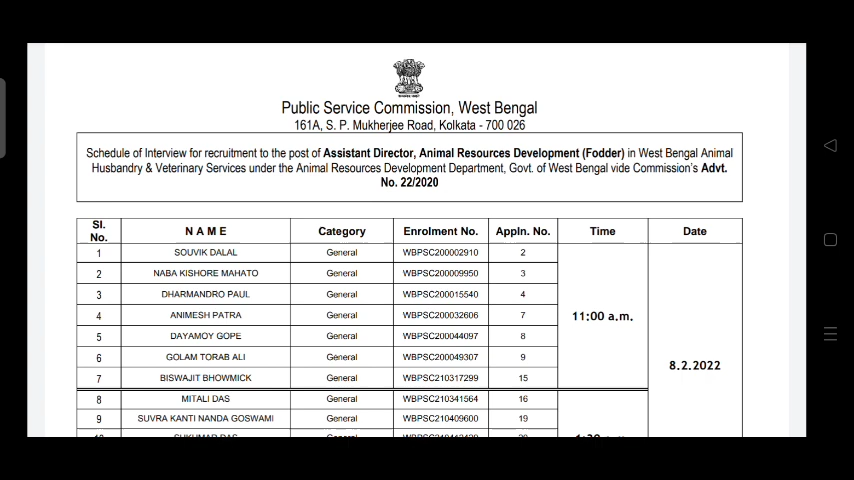 Public Service Commission, West Bengal
161A, S. P. Mukherjee Road, Kolkata - 700 026
Schedule of Interview for recruitment to the post of Assistant Director, Animal Resources Development (Fodder) in West Bengal Animal
Husbandry & Veterinary Services under the Animal Resources Development Department, Govt. of West Bengal vide Commission's Advt.
No. 22/2020
Sl. No. NAME Category Enrolment No. Appln. No. Time Date
1 SOUVIK DALAL General WBPSC200002910 2
2 NABA KISHORE MAHATO General WBPSC200009950 3
3 DHARMANDRO PAUL General WBPSC200015540 4
4 ANIMESH PATRA General WBPSC200032606 7 11:00 a.m.
5 DAYAMOY GOPE General WBPSC200044097 8
6 GOLAM TORAB ALI General WBPSC200049307 9 8.2.2022
7 BISWAJIT BHOWMICK General WBPSC210317299 15
8 MITALI DAS General WBPSC210341564 16
9 SUVRA KANTI NANDA GOSWAMI General WBPSC210409600 19